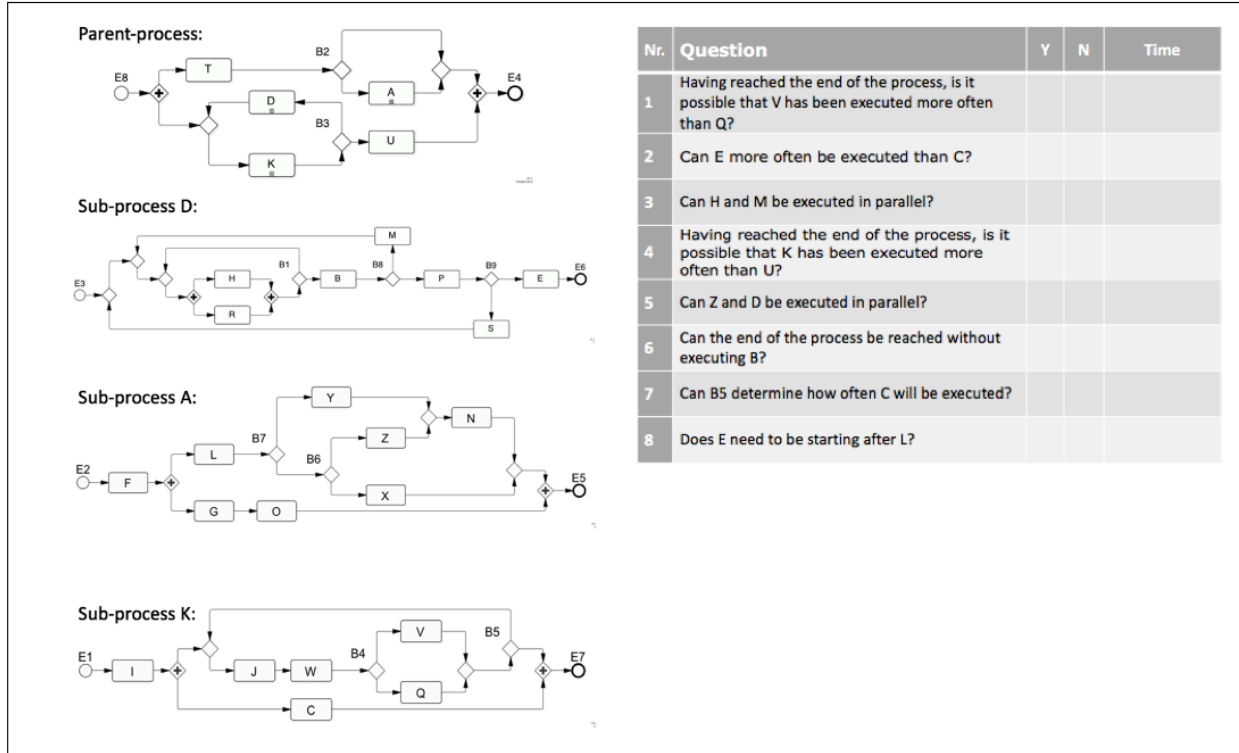 Parent-process:
B2
T
E8
E4
A
D
B3
U
K
Sub-process D:
M
B1
B8
B9
E6
E3
H
B
P
E
R
S
Sub-process A:
Y
N
B7
Z
L
B6
E2
F
X
E5
G
O
Sub-process K:
V
B5
E1
B4
E7
I
J
W
Q
C
Nr. Question Y N Time
1 Having reached the end of the process, is it
possible that V has been executed more often
than Q?
2 Can E more often be executed than C?
3 Can H and M be executed in parallel?
4 Having reached the end of the process, is it
possible that K has been executed more
often than U?
5 Can Z and D be executed in parallel?
6 Can the end of the process be reached without
executing B?
7 Can B5 determine how often C will be executed?
8 Does E need to be starting after L?